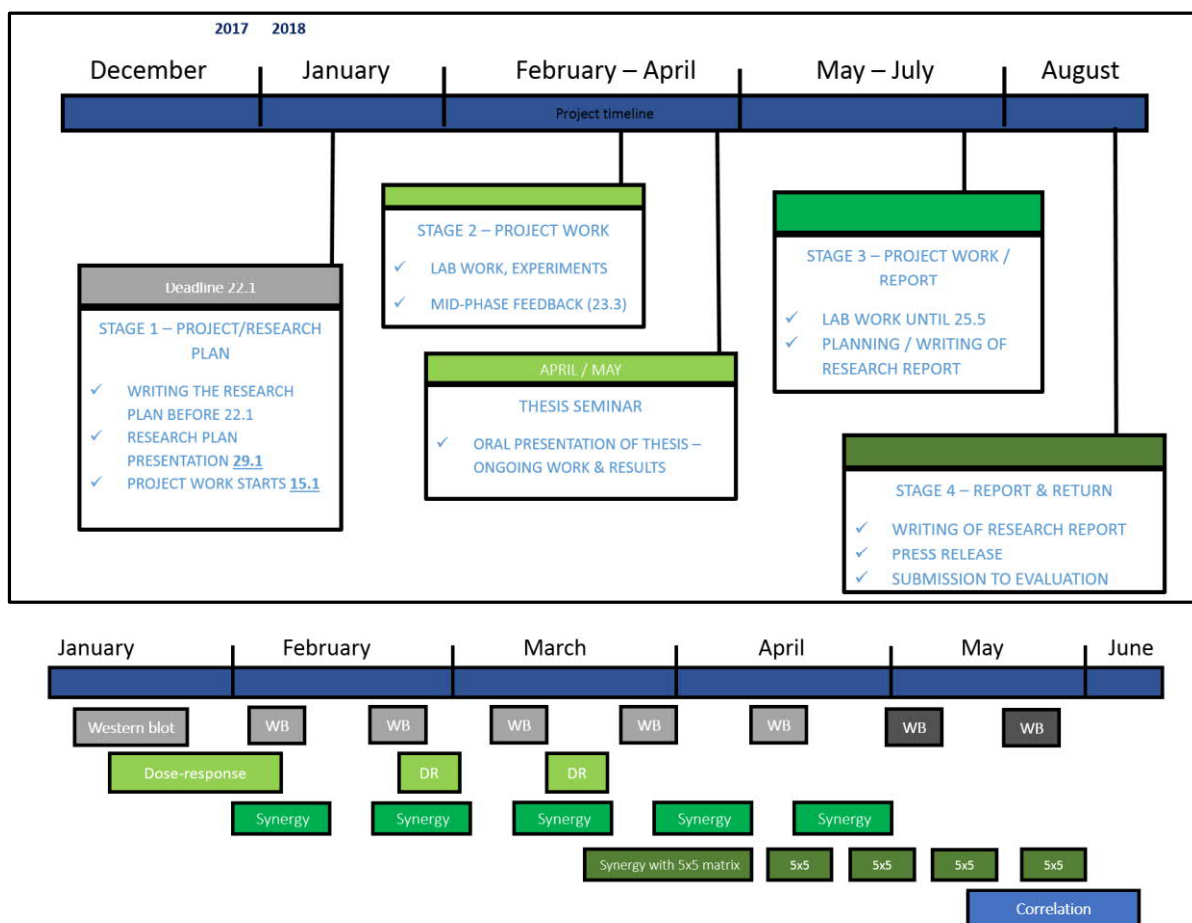 2017 2018
December January February – April May – July August
Project timeline
Deadline 22.1
STAGE 1 – PROJECT/RESEARCH
PLAN
✓ WRITING THE RESEARCH
PLAN BEFORE 22.1
✓ RESEARCH PLAN
PRESENTATION 29.1
✓ PROJECT WORK STARTS 15.1
STAGE 2 – PROJECT WORK
✓ LAB WORK, EXPERIMENTS
✓ MID-PHASE FEEDBACK (23.3)
APRIL / MAY
THESIS SEMINAR
✓ ORAL PRESENTATION OF THESIS –
ONGOING WORK & RESULTS
STAGE 3 – PROJECT WORK /
REPORT
✓ LAB WORK UNTIL 25.5
✓ PLANNING / WRITING OF
RESEARCH REPORT
STAGE 4 – REPORT & RETURN
✓ WRITING OF RESEARCH REPORT
✓ PRESS RELEASE
✓ SUBMISSION TO EVALUATION
January February March April May June
Western blot WB WB WB WB WB WB WB
Dose-response DR DR
Synergy Synergy Synergy Synergy Synergy
Synergy with 5x5 matrix 5x5 5x5 5x5 5x5
Correlation